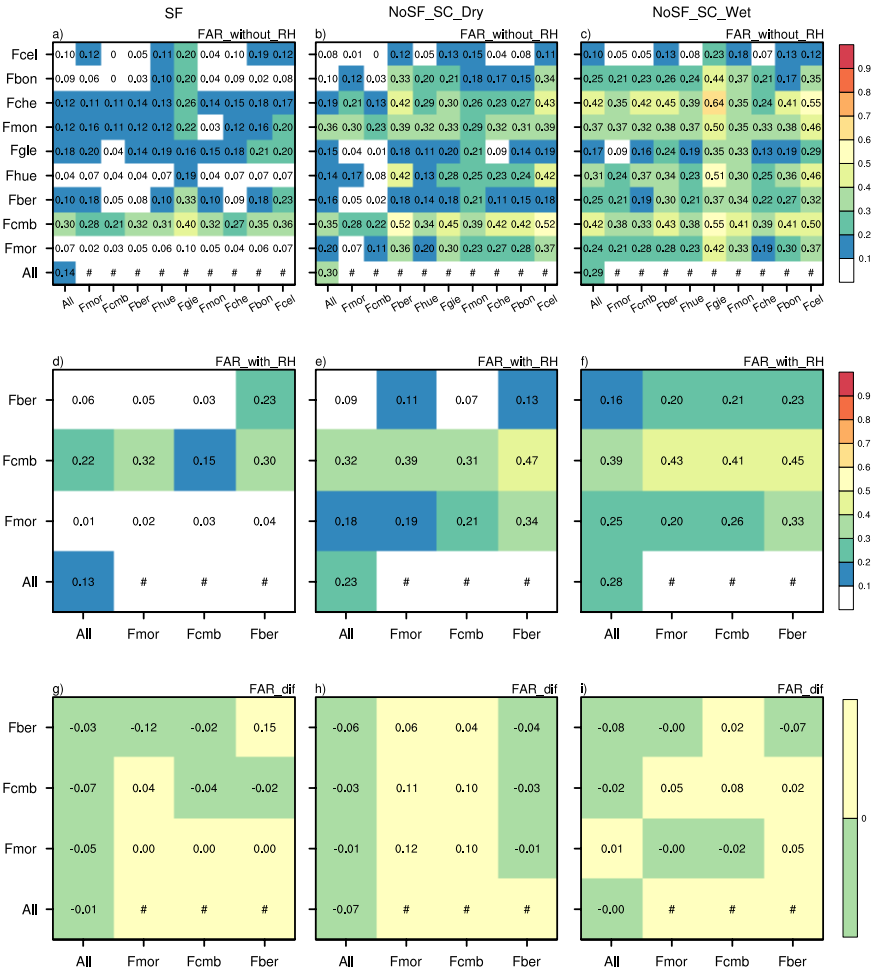 SF NoSF_SC_Dry NoSF_SC_Wet
a) FAR_without_RH b) FAR_without_RH c) FAR_without_RH
Fcel 0.10 0.12 0 0 0.11 0.20 0.04 0.10 0.19 0.12 0.08 0.01 0 0.12 0.05 0.13 0.15 0.04 0.08 0.11 0.10 0.05 0.05 0.13 0.08 0.23 0.18 0.07 0.13 0.12 0.9
Fbon 0.09 0.06 0 0.03 0.10 0.20 0.04 0.09 0.02 0.08 0.10 0.12 0.03 0.33 0.20 0.21 0.18 0.17 0.15 0.34 0.25 0.21 0.23 0.26 0.24 0.44 0.37 0.21 0.17 0.35 0.8
Fche 0.12 0.11 0.11 0.14 0.13 0.26 0.14 0.15 0.18 0.17 0.19 0.21 0.13 0.42 0.29 0.30 0.26 0.23 0.27 0.43 0.42 0.35 0.42 0.45 0.39 0.64 0.35 0.24 0.41 0.55 0.7
Fmon 0.12 0.16 0.11 0.12 0.12 0.22 0.03 0.12 0.16 0.20 0.36 0.30 0.23 0.39 0.33 0.33 0.29 0.32 0.31 0.39 0.37 0.37 0.32 0.38 0.37 0.50 0.35 0.33 0.38 0.46 0.6
Fgle 0.18 0.20 0.04 0.14 0.19 0.16 0.15 0.18 0.21 0.20 0.15 0.04 0.01 0.18 0.11 0.20 0.21 0.09 0.14 0.19 0.17 0.09 0.16 0.24 0.19 0.37 0.33 0.13 0.19 0.29 0.5
Fhue 0.04 0.07 0.04 0.04 0.07 0.19 0.04 0.07 0.07 0.07 0.14 0.17 0.08 0.42 0.13 0.28 0.25 0.23 0.24 0.42 0.31 0.24 0.34 0.37 0.23 0.51 0.30 0.25 0.36 0.46 0.4
Fber 0.10 0.18 0.05 0.08 0.10 0.33 0.10 0.09 0.18 0.23 0.16 0.05 0.02 0.18 0.14 0.18 0.21 0.11 0.15 0.18 0.23 0.21 0.19 0.30 0.21 0.37 0.34 0.22 0.27 0.32 0.3
Fcmb 0.30 0.28 0.21 0.32 0.31 0.40 0.32 0.27 0.35 0.36 0.35 0.28 0.22 0.52 0.34 0.45 0.39 0.42 0.42 0.52 0.42 0.38 0.33 0.43 0.38 0.55 0.41 0.39 0.41 0.50 0.2
Fmor 0.07 0.02 0.03 0.05 0.06 0.10 0.05 0.04 0.06 0.07 0.20 0.07 0.11 0.36 0.20 0.30 0.23 0.27 0.28 0.37 0.24 0.21 0.28 0.28 0.23 0.42 0.33 0.19 0.30 0.37 0.1
All 0.14 # # # # # # # # # 0.30 # # # # # # # # # 0.29 # # # # # # # # #
All Fmor Fcmb Fber Fhue Fgie Fmon Fche Fbon Fcel All Fmor Fcmb Fber Fhue Fgie Fmon Fche Fbon Fcel All Fmor Fcmb Fber Fhue Fgie Fmon Fche Fbon Fcel
d) FAR_with_RH e) FAR_with_RH f) FAR_with_RH
0.9
Fber 0.06 0.05 0.03 0.23 0.09 0.11 0.07 0.13 0.16 0.20 0.21 0.23
0.8
0.7
Fcmb 0.22 0.32 0.15 0.30 0.32 0.39 0.31 0.47 0.39 0.43 0.41 0.45
0.6
0.5
0.4
Fmor 0.01 0.02 0.03 0.04 0.18 0.19 0.21 0.34 0.25 0.20 0.26 0.33
0.3
0.2
All 0.13 # # # 0.23 # # # 0.28 # # #
0.1
All Fmor Fcmb Fber All Fmor Fcmb Fber All Fmor Fcmb Fber
g) FAR_dif h) FAR_dif i) FAR_dif
Fber -0.03 -0.12 -0.02 0.15 -0.06 0.06 0.04 -0.04 -0.08 -0.00 0.02 -0.07
Fcmb -0.07 0.04 -0.04 -0.02 -0.03 0.11 0.10 -0.03 -0.02 0.05 0.08 0.02
0
Fmor -0.05 0.00 0.00 0.00 -0.01 0.12 0.10 -0.01 0.01 -0.00 -0.02 0.05
All -0.01 # # # -0.07 # # # -0.00 # # #
All Fmor Fcmb Fber All Fmor Fcmb Fber All Fmor Fcmb Fber